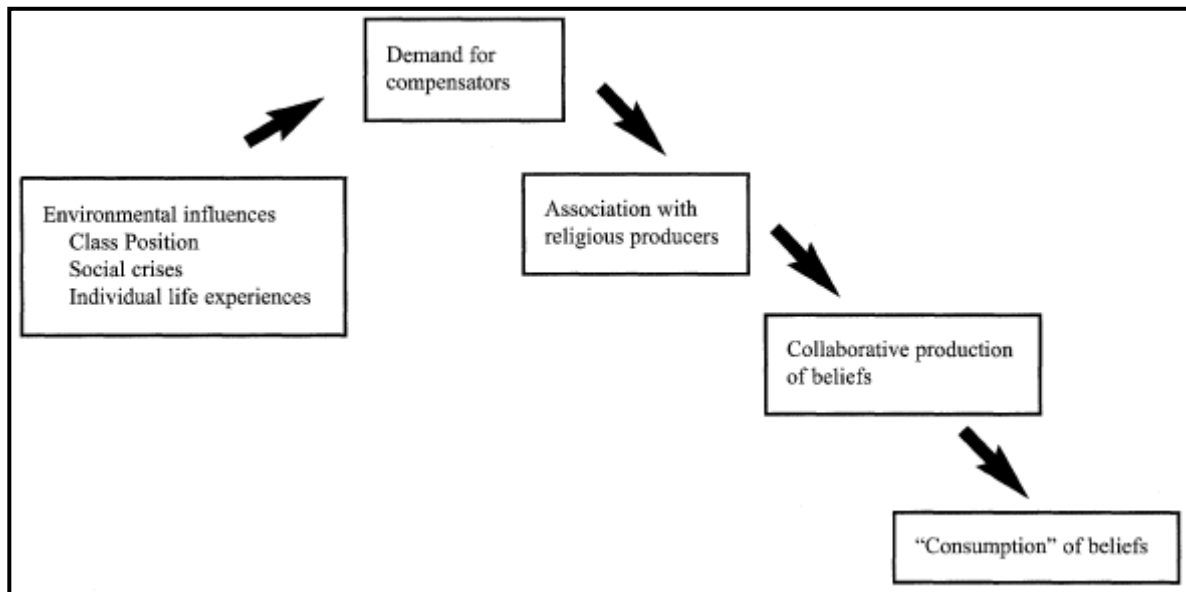 Demand for
compensators
Environmental influences
Class Position
Social crises
Individual life experiences
Association with
religious producers
Collaborative production
of beliefs
“Consumption” of beliefs